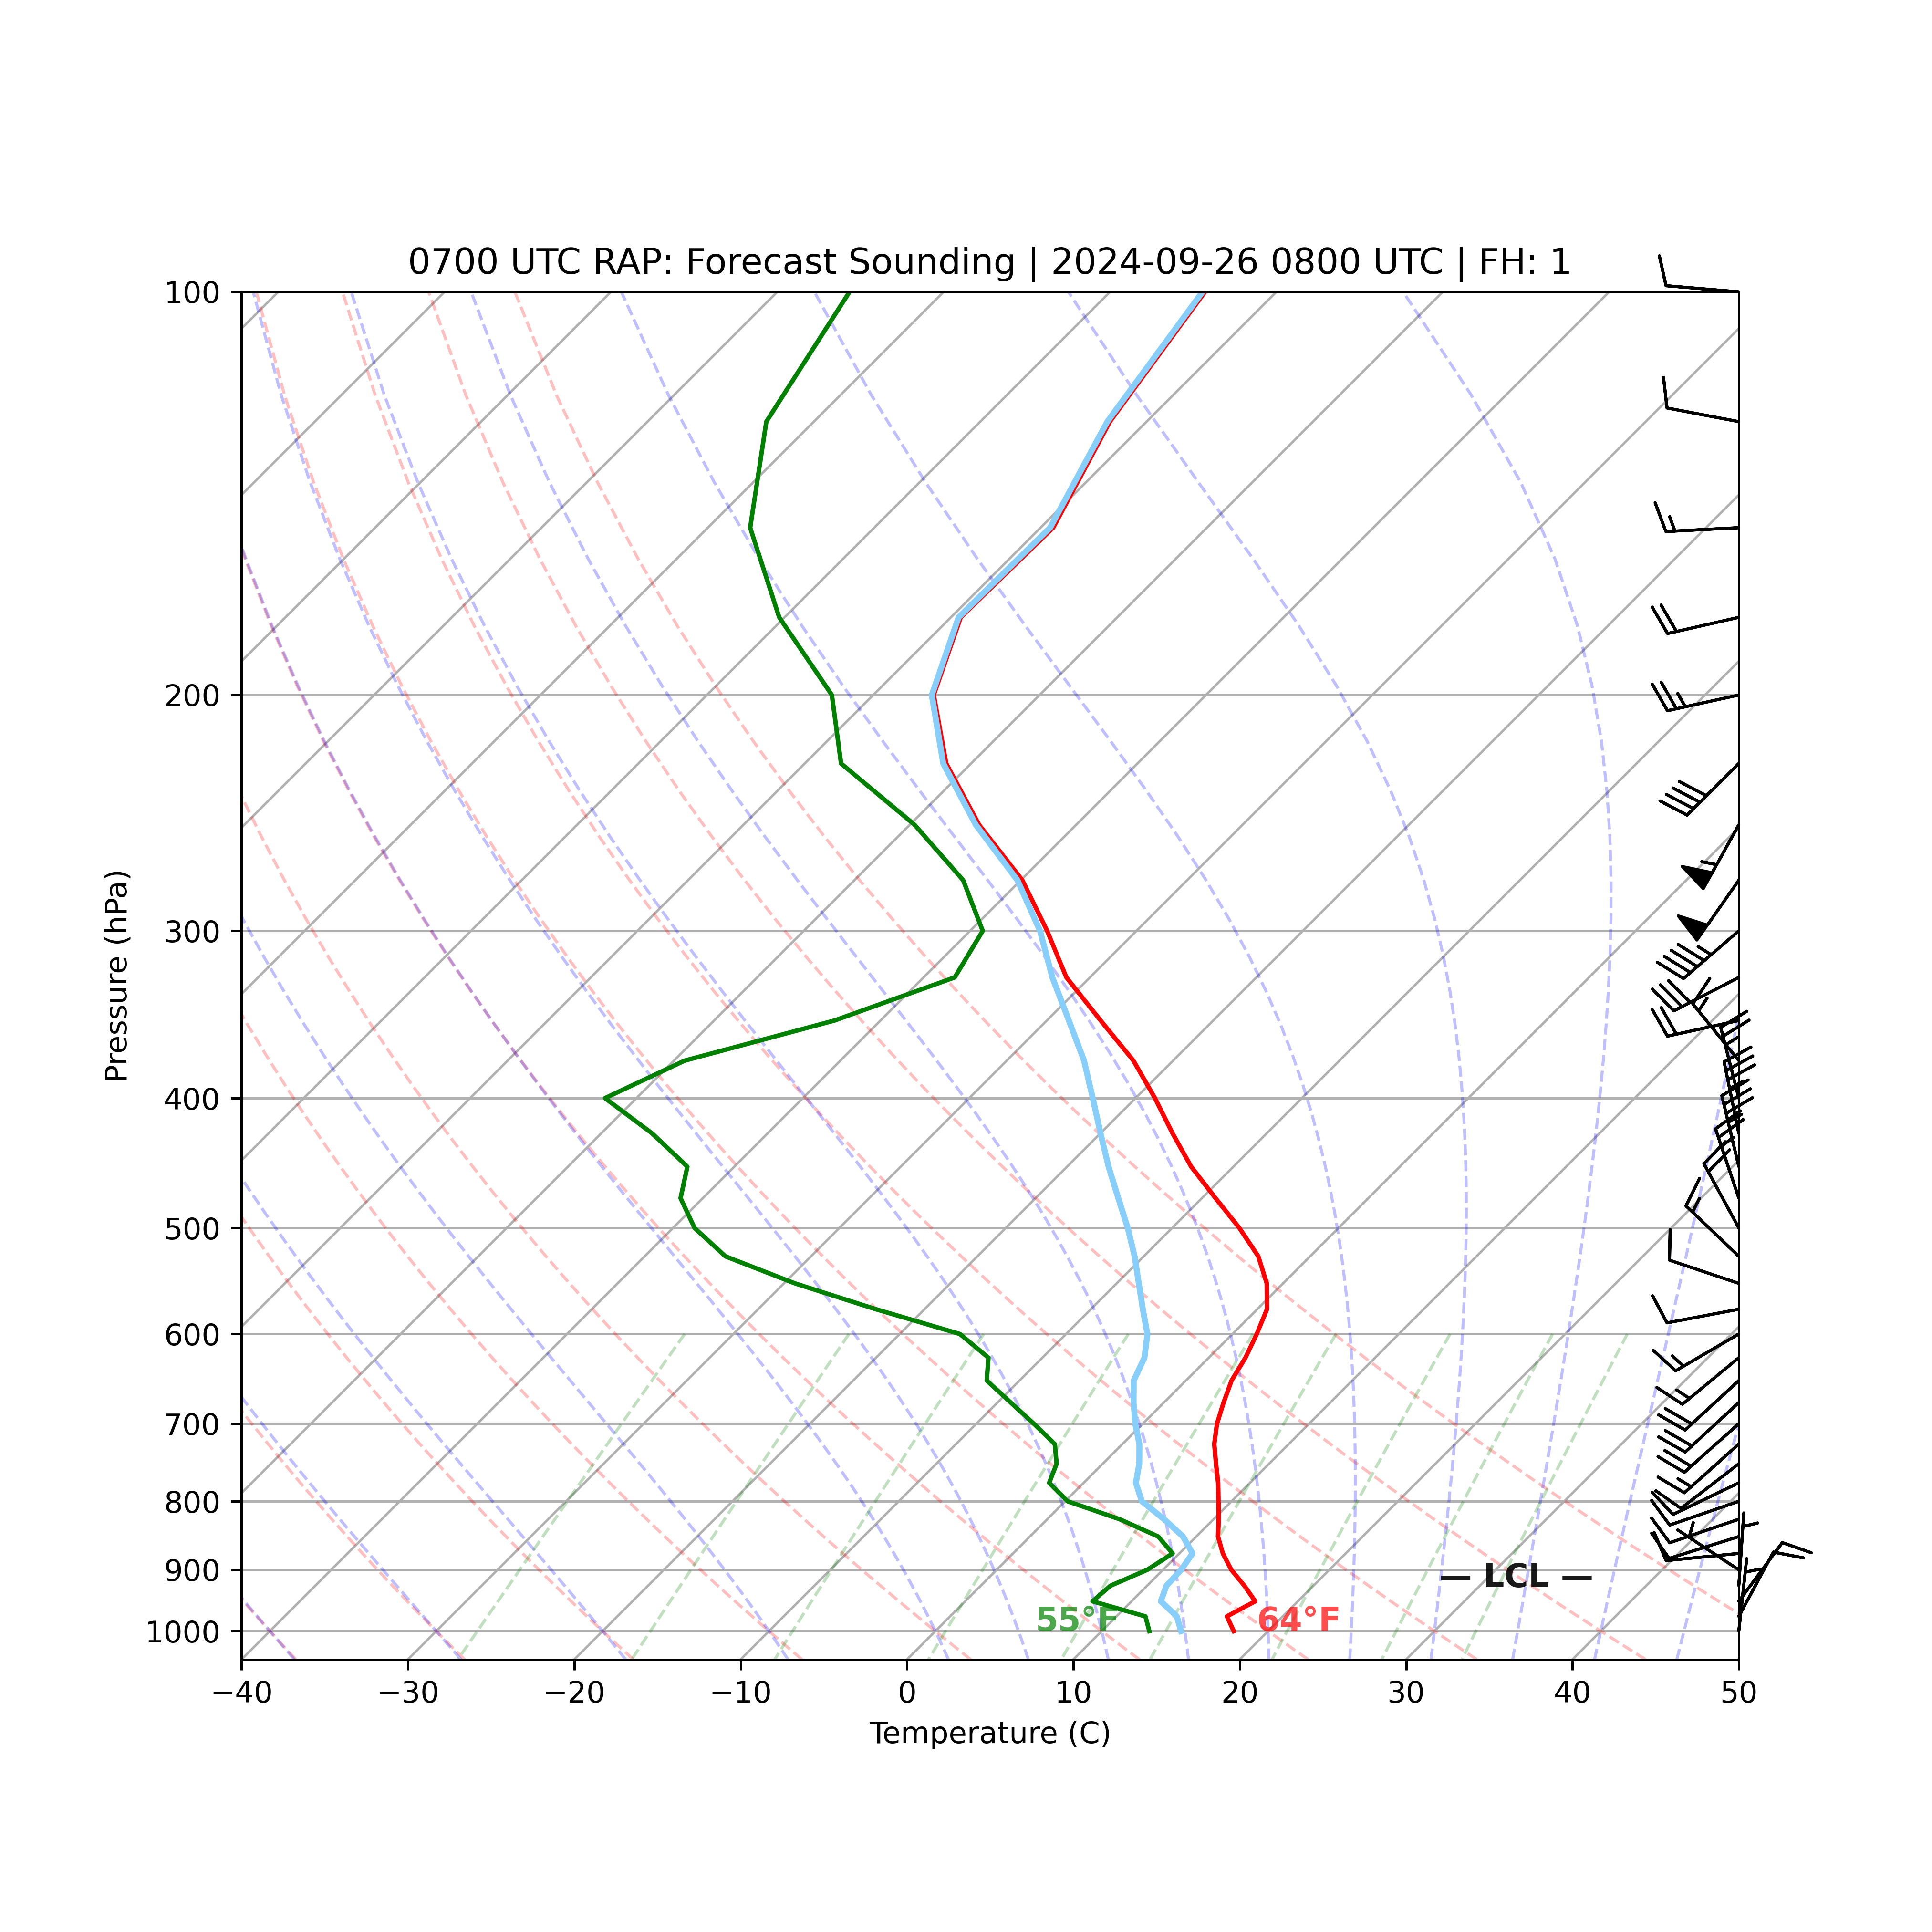 0700 UTC RAP: Forecast Sounding | 2024-09-26 0800 UTC | FH: 1
100
200
300
400
500
600
700
800
900
1000
Pressure (hPa)
— LCL —
55°F
64°F
−40 −30 −20 −10 0 10 20 30 40 50
Temperature (C)